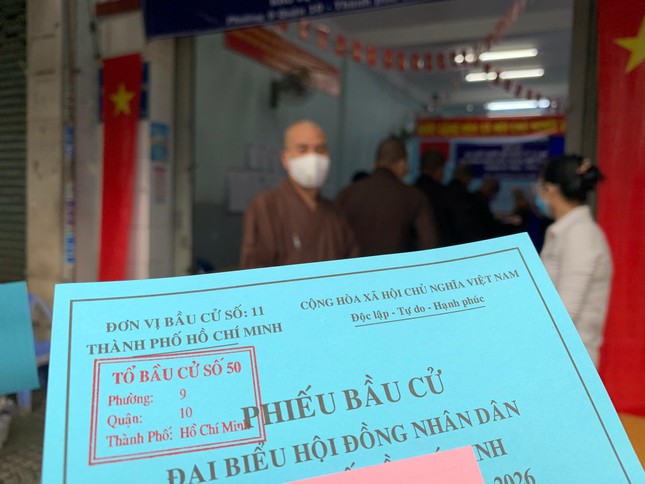 ĐƠN VỊ BẦU CỬ SỐ: 11
THÀNH PHỐ HỒ CHÍ MINH
CỘNG HÒA XÃ HỘI CHỦ NGHĨA VIỆT NAM
Độc lập - Tự do - Hạnh phúc
TỔ BẦU CỬ SỐ 50
Phường: 9
Quận: 10
Thành Phố: Hồ Chí Minh
PHIẾU BẦU CỬ
ĐẠI BIỂU HỘI ĐỒNG NHÂN DÂN
2026